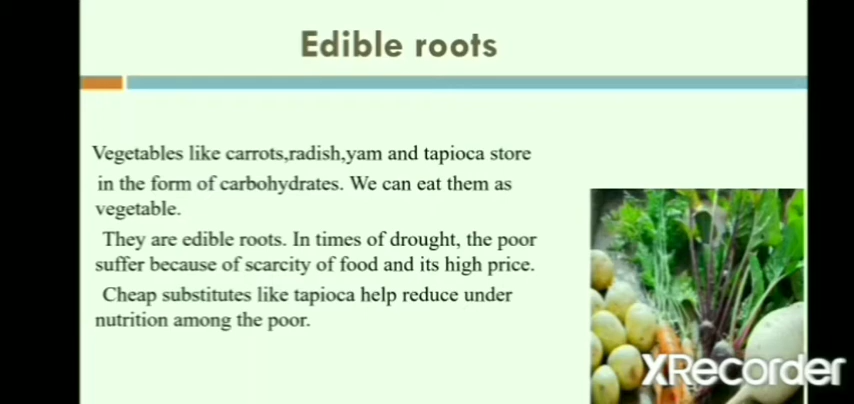 Edible roots
Vegetables like carrots,radish,yam and tapioca store
in the form of carbohydrates. We can eat them as
vegetable.
They are edible roots. In times of drought, the poor
suffer because of scarcity of food and its high price.
Cheap substitutes like tapioca help reduce under
nutrition among the poor.
XRecorder